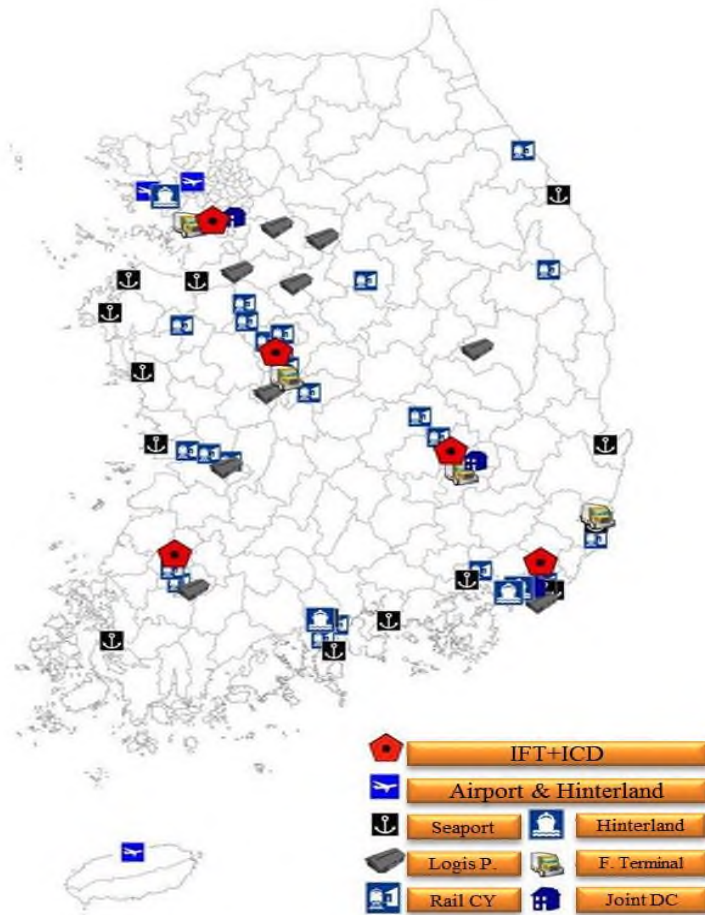 IFT+ICD
Airport & Hinterland
Seaport
Hinterland
Logis P.
F. Terminal
Rail CY
Joint DC